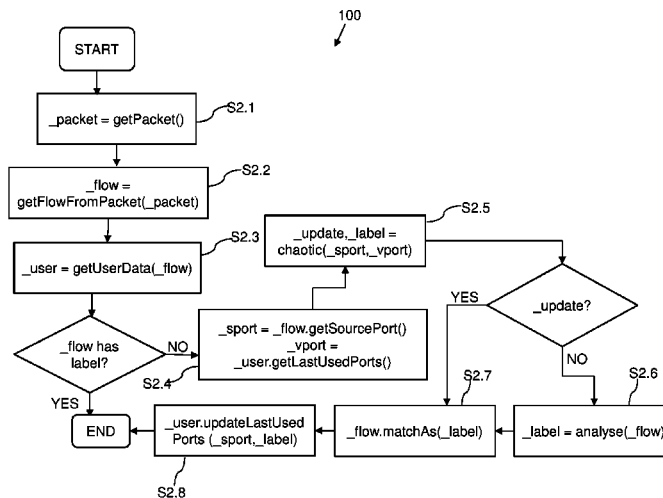 100
START
_packet = getPacket()
S2.1
_flow =
getFlowFromPacket(_packet)
S2.2
_user = getUserData(_flow)
S2.3
_flow has
label?
NO
YES
_sport = _flow.getSourcePort()
_vport =
_user.getLastUsedPorts()
S2.4
_update,_label =
chaotic(_sport,_vport)
S2.5
_update?
YES
NO
_label = analyse(_flow)
S2.6
_flow.matchAs(_label)
S2.7
_user.updateLastUsed
Ports (_sport,_label)
S2.8
END